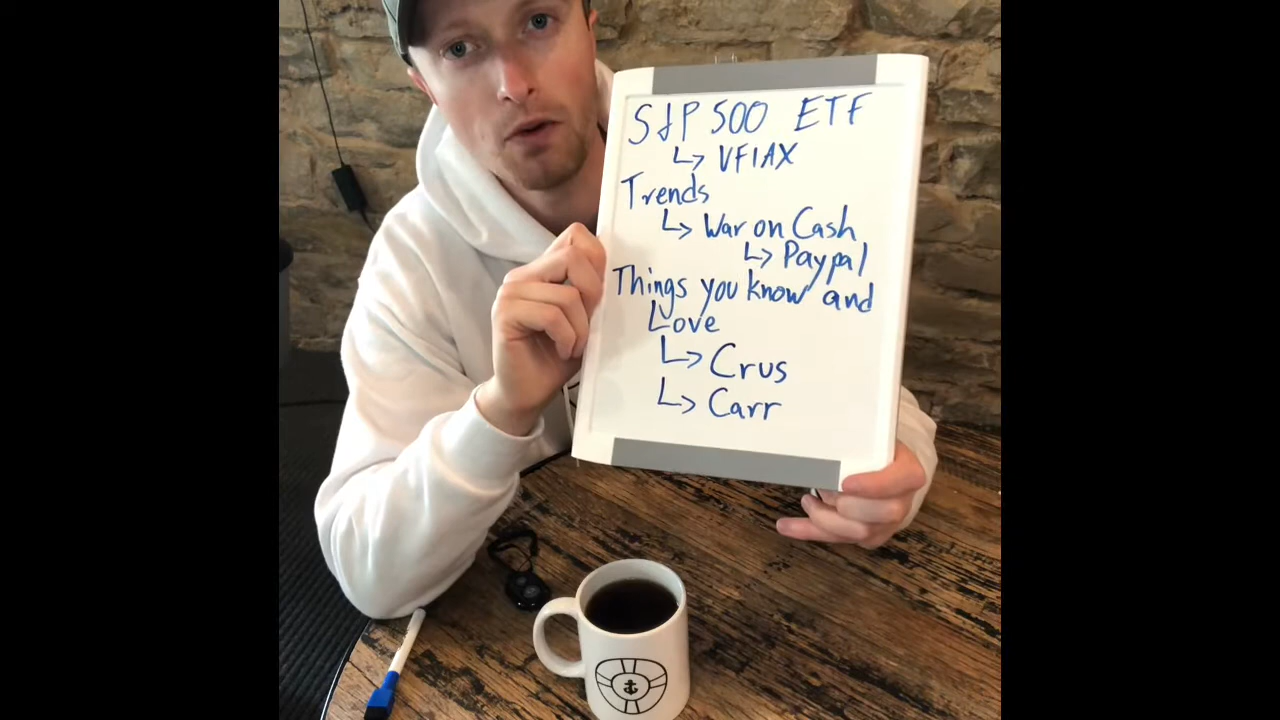 S&P 500 ETF
↳ VFIAX
Trends
↳ War on Cash
↳ Paypal
Things you know and
Love
↳ Crus
↳ Carr